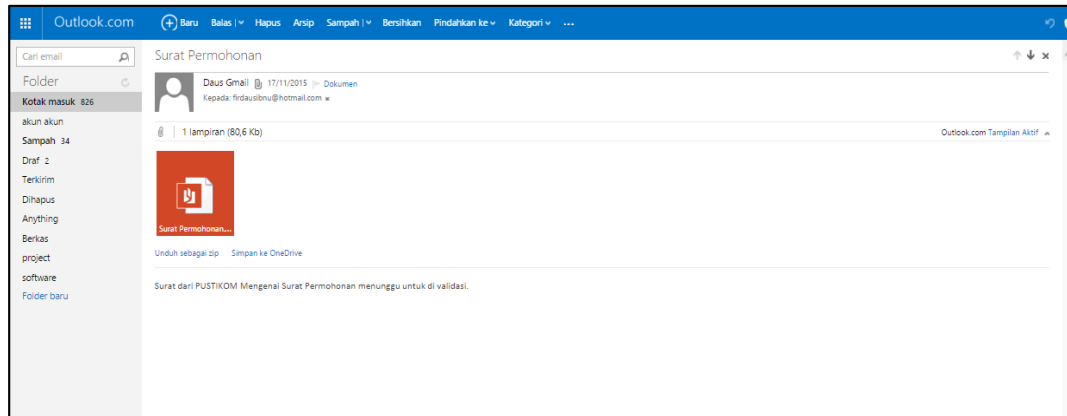 Outlook.com
Baru Balas Hapus Arsip Sampah Bersihkan Pindahkan ke Kategori ...
Cari email
Folder
Kotak masuk 826
akun akun
Sampah 34
Draf 2
Terkirim
Dihapus
Anything
Berkas
project
software
Folder baru
Surat Permohonan
Daus Gmail 17/11/2015 Dokumen
Kepada: firdausibnu@hotmail.com
1 lampiran (80,6 Kb)
Outlook.com Tampilan Aktif
Surat Permohonan...
Unduh sebagai zip Simpan ke OneDrive
Surat dari PUSTIKOM Mengenai Surat Permohonan menunggu untuk di validasi.